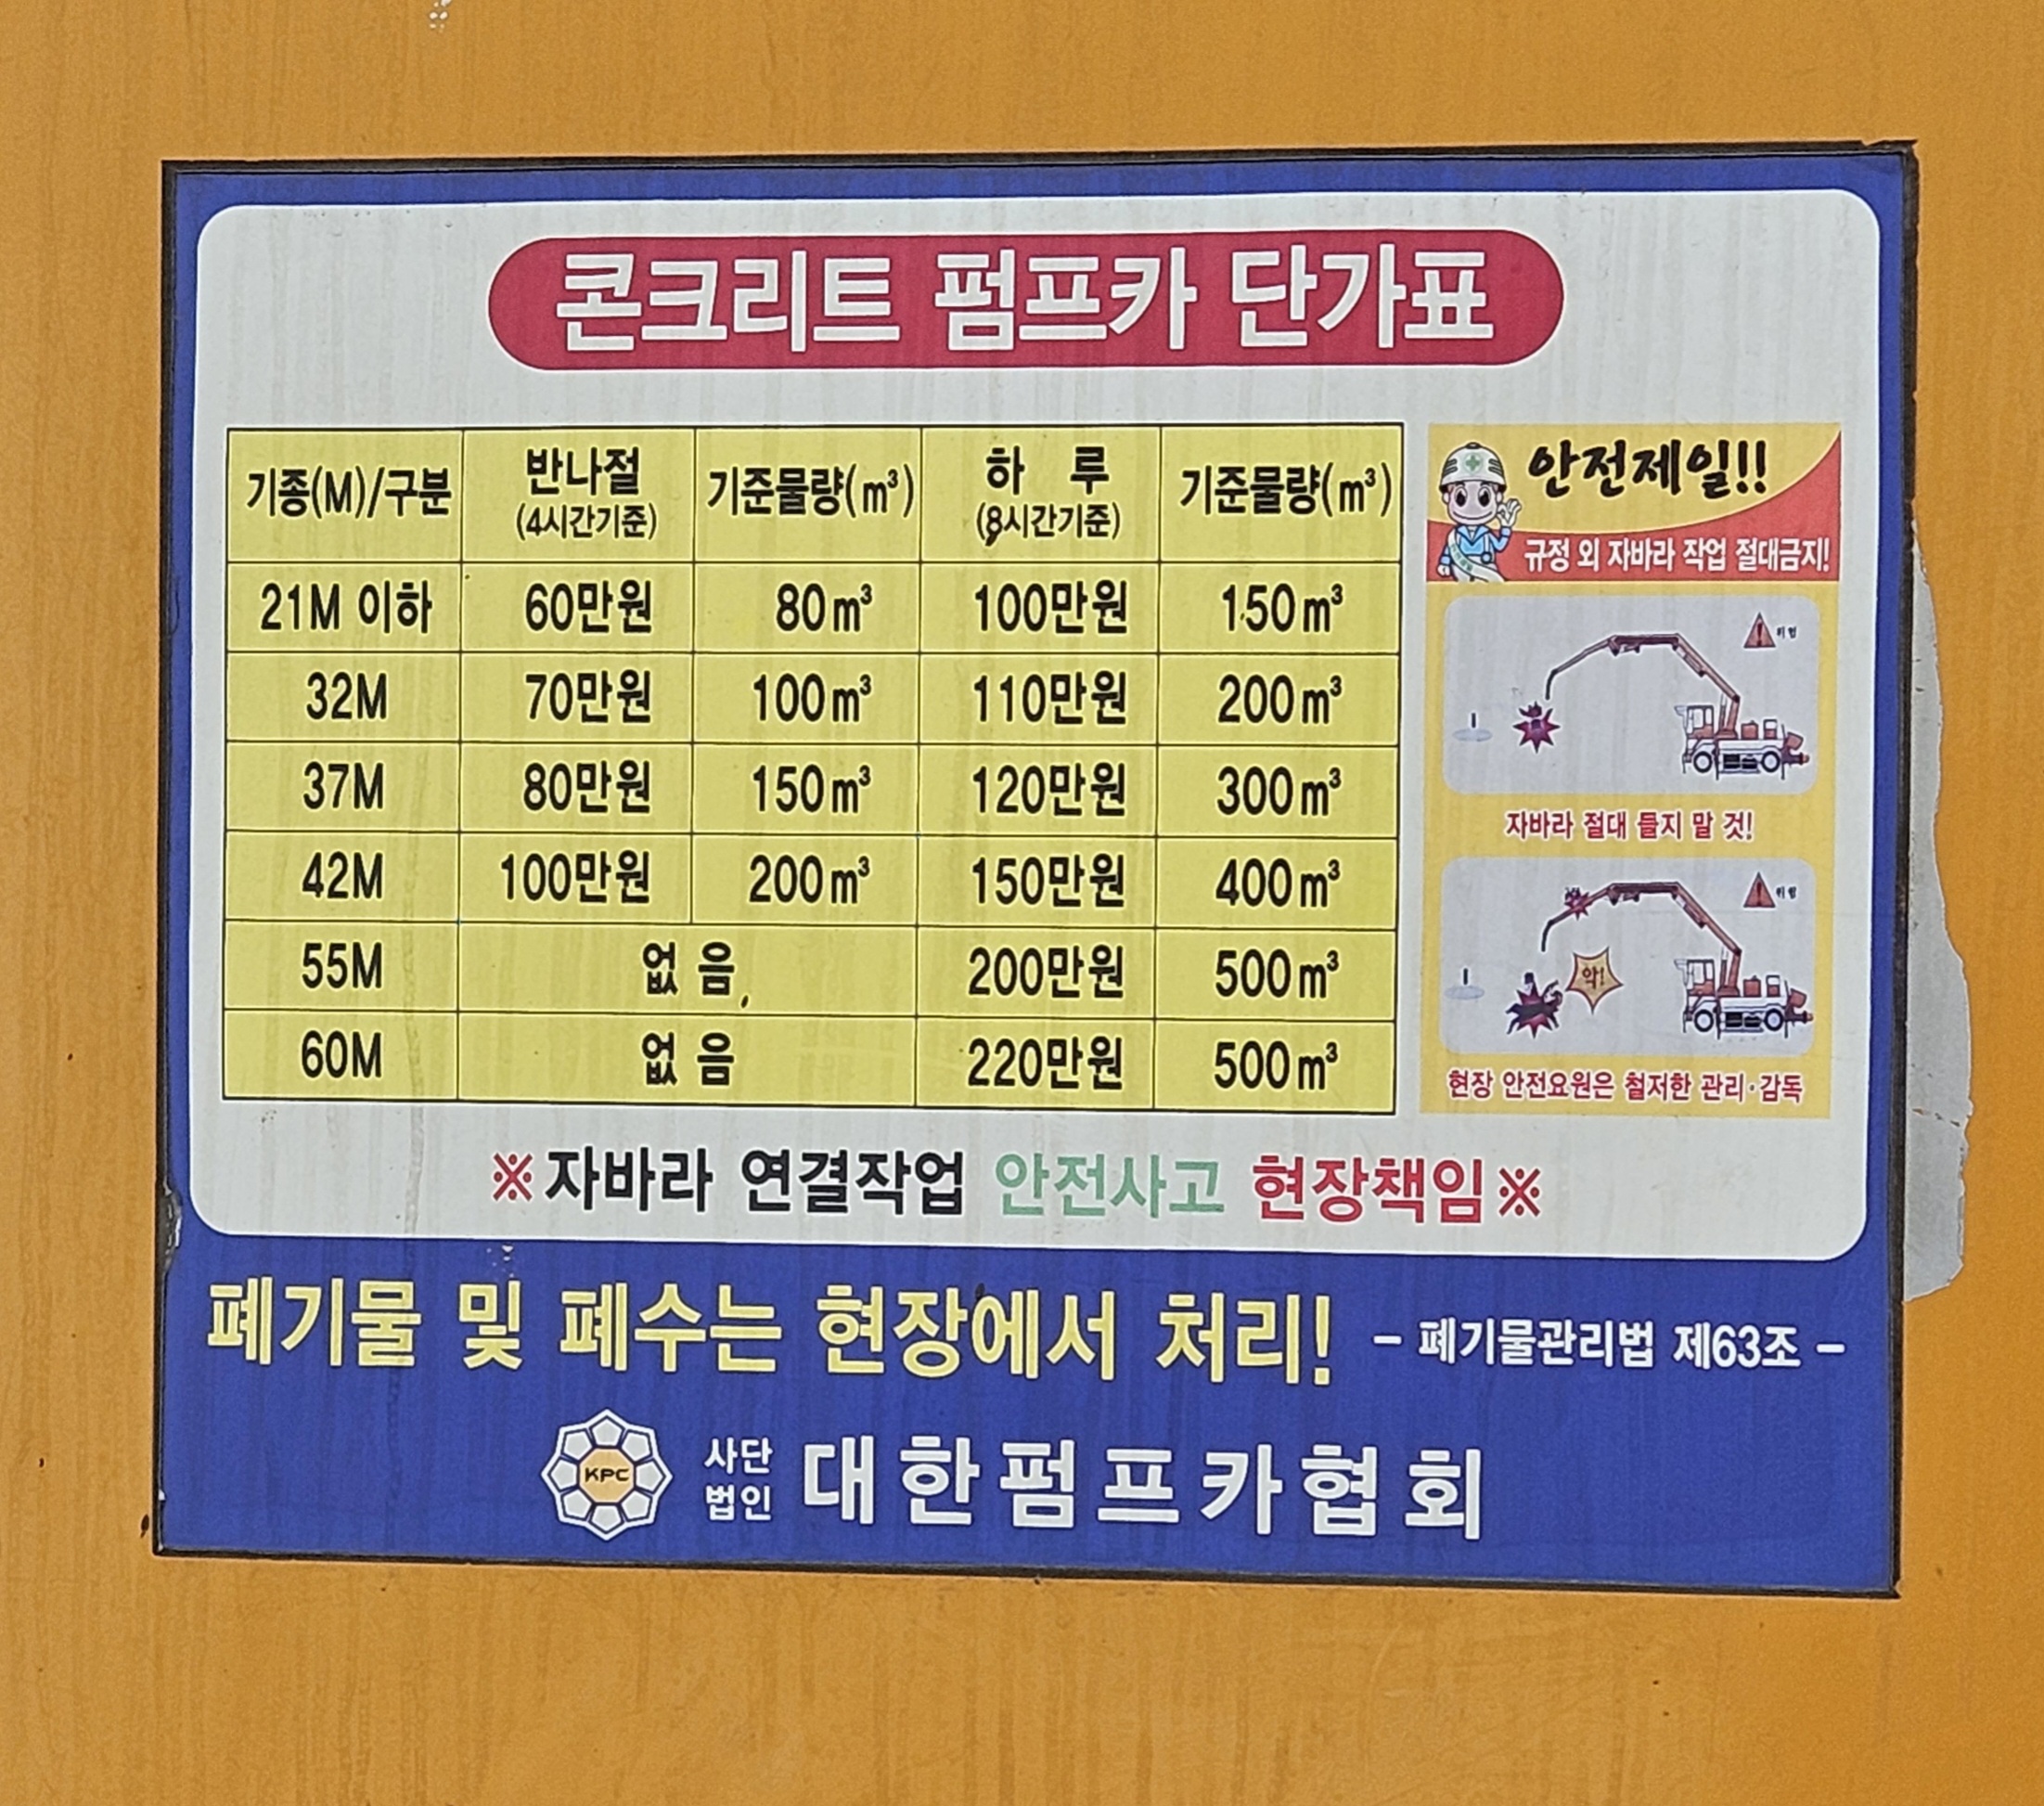 콘크리트 펌프카 단가표
기종(M)/구분 반나절 (4시간기준) 기준물량(m³) 하 루 (8시간기준) 기준물량(m³)
21M 이하 60만원 80m³ 100만원 150m³
32M 70만원 100m³ 110만원 200m³
37M 80만원 150m³ 120만원 300m³
42M 100만원 200m³ 150만원 400m³
55M 없 음 200만원 500m³
60M 없 음 220만원 500m³
안전제일!!
규정 외 자바라 작업 절대금지!
위험
자바라 절대 들지 말 것!
위험
악!
현장 안전요원은 철저한 관리·감독
※자바라 연결작업 안전사고 현장책임※
폐기물 및 폐수는 현장에서 처리! - 폐기물관리법 제63조 -
KPC 사단법인 대한펌프카협회